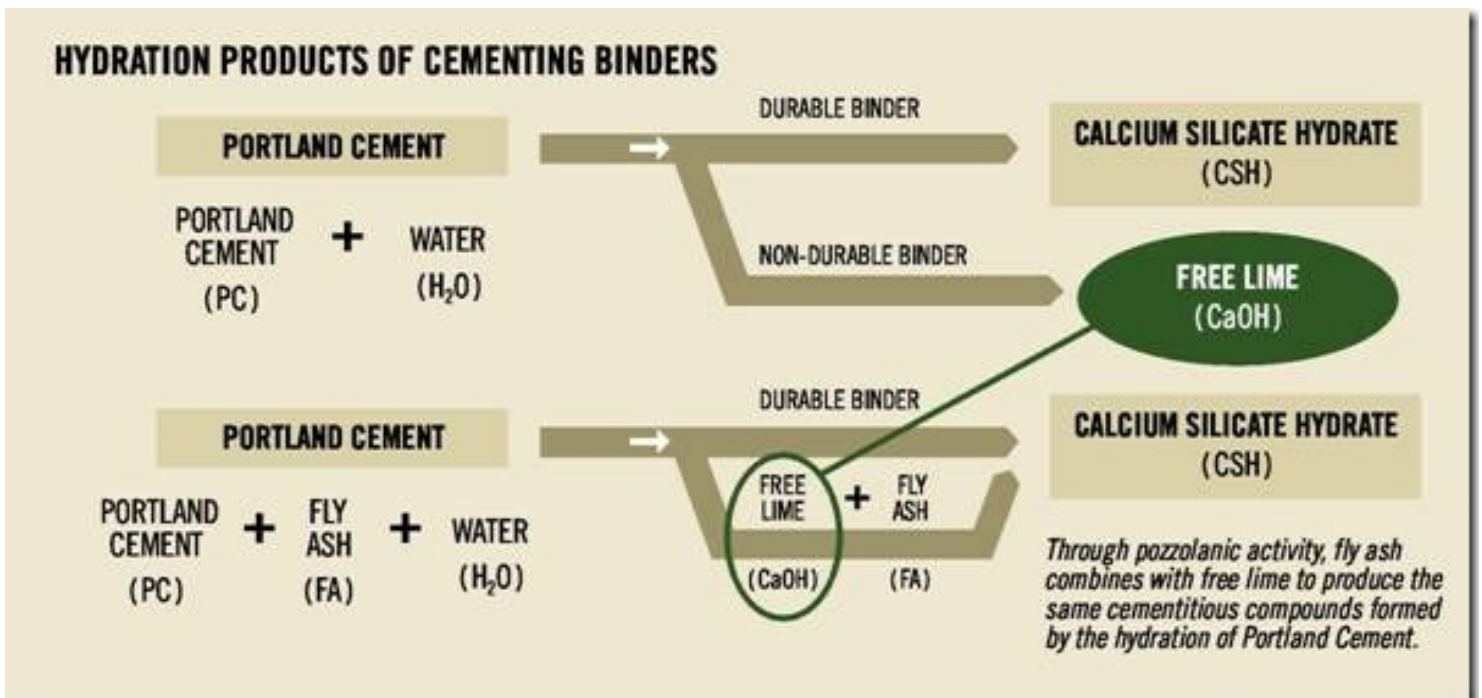 HYDRATION PRODUCTS OF CEMENTING BINDERS
PORTLAND CEMENT
PORTLAND
CEMENT
(PC)
+
WATER
(H₂O)
DURABLE BINDER
CALCIUM SILICATE HYDRATE
(CSH)
NON-DURABLE BINDER
FREE LIME
(CaOH)
PORTLAND CEMENT
PORTLAND
CEMENT
(PC)
+
FLY
ASH
(FA)
+
WATER
(H₂O)
DURABLE BINDER
FREE
LIME
(CaOH)
+
FLY
ASH
(FA)
CALCIUM SILICATE HYDRATE
(CSH)
Through pozzolanic activity, fly ash
combines with free lime to produce the
same cementitious compounds formed
by the hydration of Portland Cement.